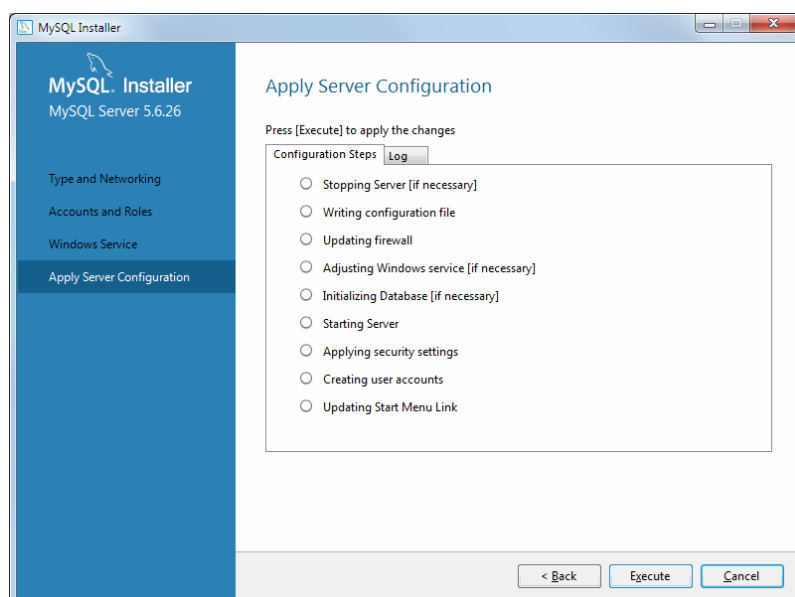 MySQL Installer
MySQL. Installer
MySQL Server 5.6.26
Type and Networking
Accounts and Roles
Windows Service
Apply Server Configuration
Apply Server Configuration
Press [Execute] to apply the changes
Configuration Steps
Log
Stopping Server [if necessary]
Writing configuration file
Updating firewall
Adjusting Windows service [if necessary]
Initializing Database [if necessary]
Starting Server
Applying security settings
Creating user accounts
Updating Start Menu Link
< Back
Execute
Cancel